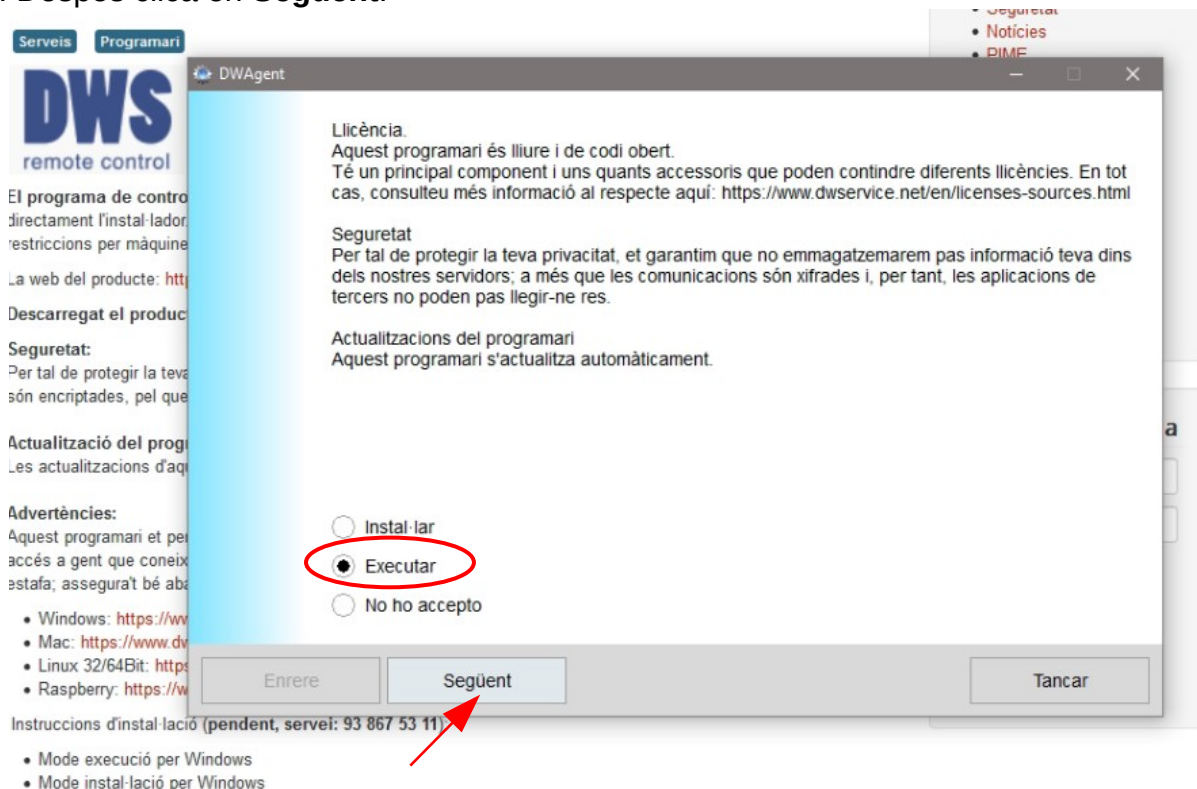 Després clica en Següent.
Seguretat
Notícies
PIME
Serveis Programari
DWS
remote control
DWAgent
Llicència.
Aquest programari és lliure i de codi obert.
Té un principal component i uns quants accessoris que poden contindre diferents llicències. En tot
cas, consulteu més informació al respecte aquí: https://www.dwservice.net/en/licenses-sources.html
Seguretat
Per tal de protegir la teva privacitat, et garantim que no emmagatzemarem pas informació teva dins
dels nostres servidors; a més que les comunicacions són xifrades i, per tant, les aplicacions de
tercers no poden pas llegir-ne res.
Actualitzacions del programari
Aquest programari s'actualitza automàticament.
Instal·lar
Executar
No ho accepto
Enrere
Següent
Tancar
El programa de contro
directament l'instal·lador
restriccions per màquine
La web del producte: http
Descarregat el produc
Seguretat:
Per tal de protegir la teva
són encriptades, pel que
Actualització del progr
Les actualitzacions d'aq
Advertències:
Aquest programari et per
accés a gent que coneix
estafa; assegura't bé aba
Windows: https://ww
Mac: https://www.dw
Linux 32/64Bit: https
Raspberry: https://w
Instruccions d'instal·lació (pendent, servei: 93 867 53 11):
Mode execució per Windows
Mode instal·lació per Windows
a